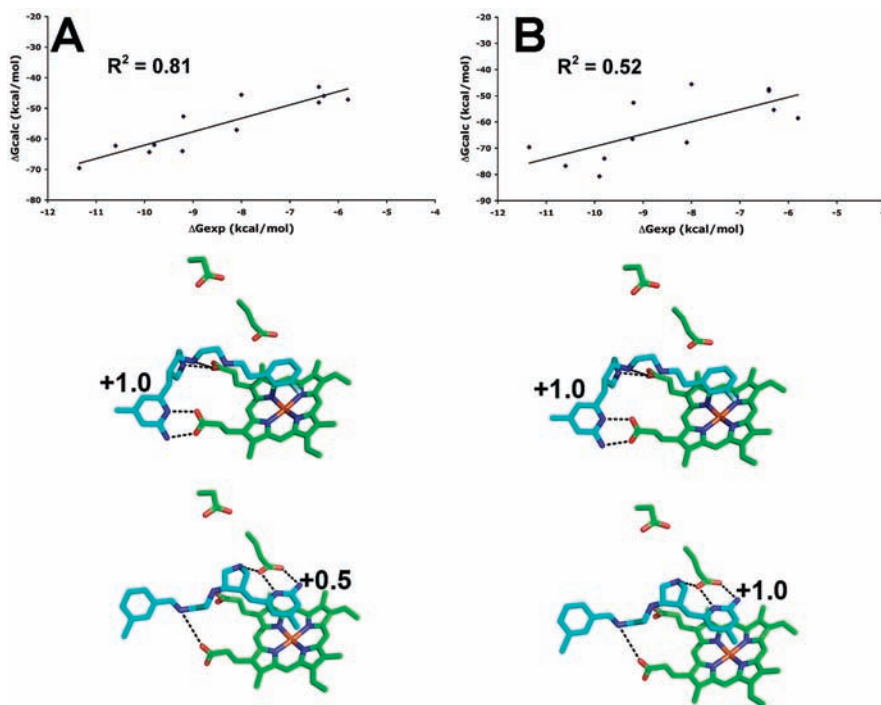 A
R² = 0.81
ΔGcalc (kcal/mol)
-20
-30
-40
-50
-60
-70
-80
-12 -11 -10 -9 -8 -7 -6 -5 -4
ΔGexp (kcal/mol)
B
R² = 0.52
ΔGcalc (kcal/mol)
-20
-30
-40
-50
-60
-70
-80
-90
-12 -11 -10 -9 -8 -7 -6 -5 -4
ΔGexp (kcal/mol)
+1.0
+1.0
+0.5
+1.0